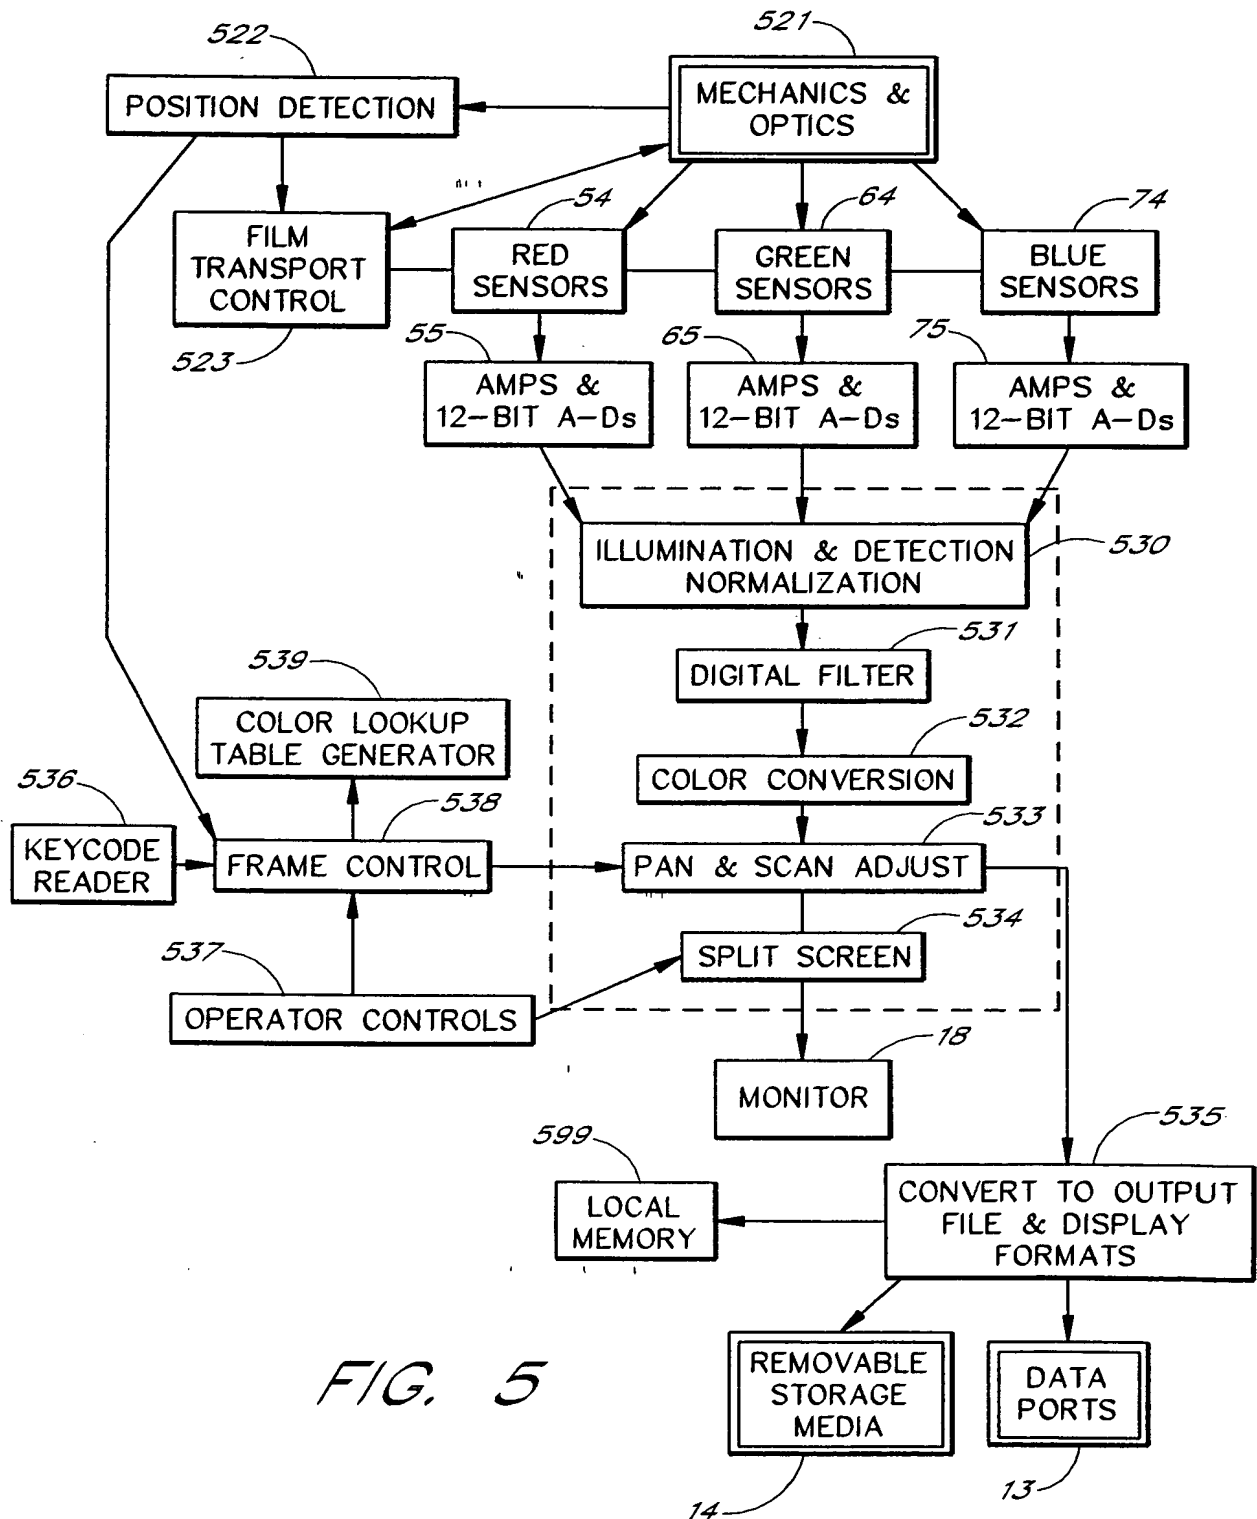 522
521
POSITION DETECTION
MECHANICS &
OPTICS
54
64
74
FILM
TRANSPORT
CONTROL
523
RED
SENSORS
GREEN
SENSORS
BLUE
SENSORS
55
65
75
AMPS &
12-BIT A-Ds
AMPS &
12-BIT A-Ds
AMPS &
12-BIT A-Ds
ILLUMINATION & DETECTION
NORMALIZATION
530
531
DIGITAL FILTER
539
COLOR LOOKUP
TABLE GENERATOR
532
COLOR CONVERSION
536
KEYCODE
READER
538
FRAME CONTROL
533
PAN & SCAN ADJUST
534
SPLIT SCREEN
537
OPERATOR CONTROLS
18
MONITOR
535
CONVERT TO OUTPUT
FILE & DISPLAY
FORMATS
599
LOCAL
MEMORY
REMOVABLE
STORAGE
MEDIA
14
DATA
PORTS
13
FIG. 5